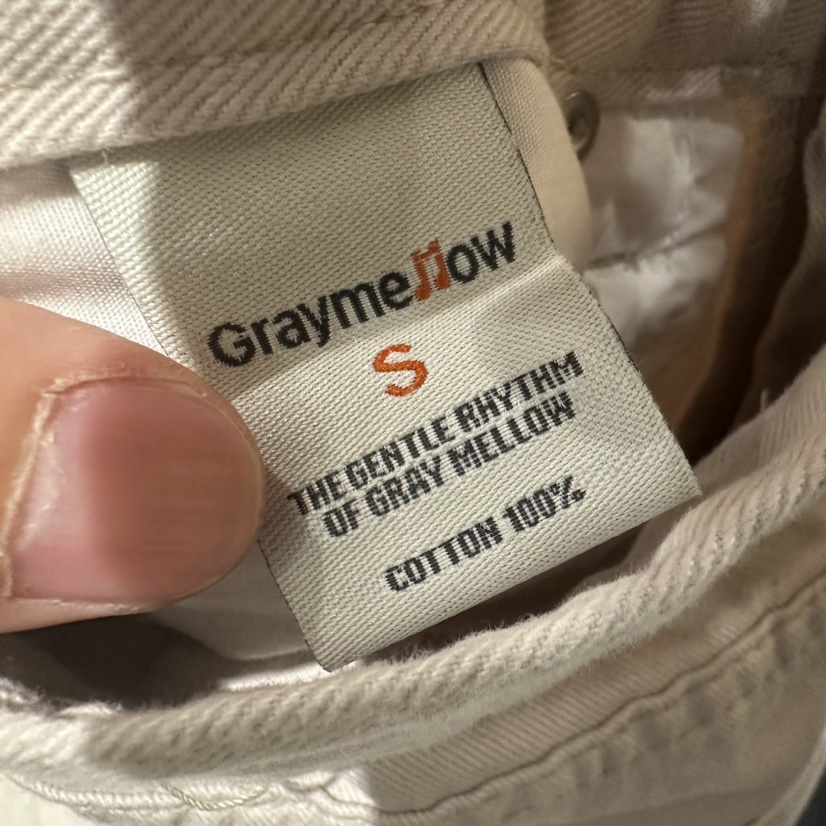 Graymellow
S
THE GENTLE RHYTHM
OF GRAY MELLOW
COTTON 100%